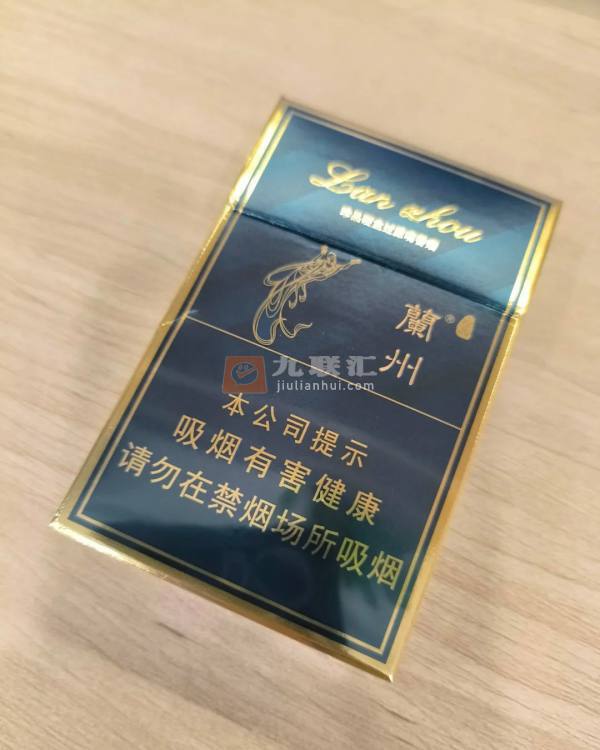 Lan zhou
蘭
®
州
九联汇
jiulianhui.com
本公司提示
吸烟有害健康
请勿在禁烟场所吸烟